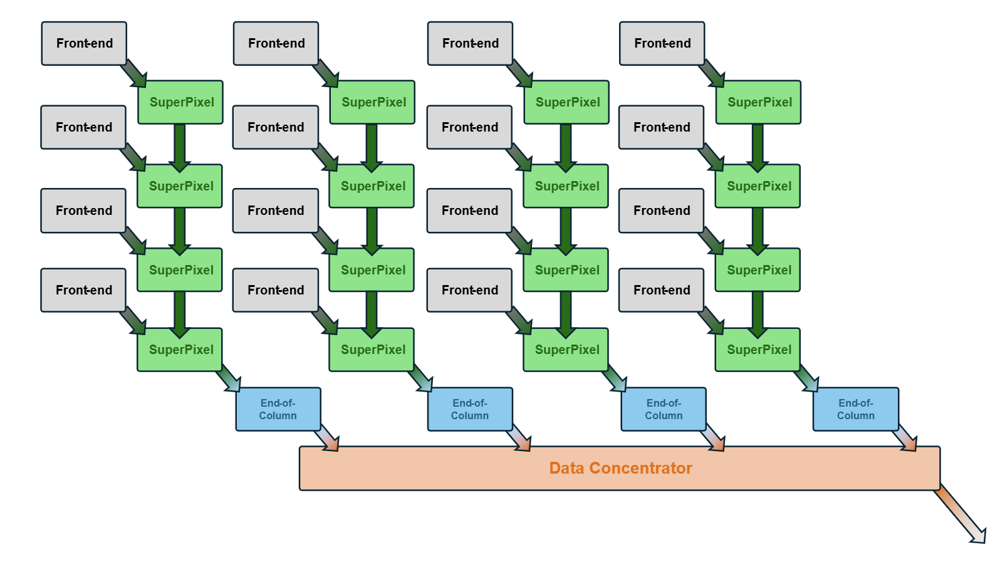 Front-end
Front-end
Front-end
Front-end
SuperPixel
SuperPixel
SuperPixel
SuperPixel
Front-end
Front-end
Front-end
Front-end
SuperPixel
SuperPixel
SuperPixel
SuperPixel
Front-end
Front-end
Front-end
Front-end
SuperPixel
SuperPixel
SuperPixel
SuperPixel
Front-end
Front-end
Front-end
Front-end
SuperPixel
SuperPixel
SuperPixel
SuperPixel
End-of-
Column
End-of-
Column
End-of-
Column
End-of-
Column
Data Concentrator